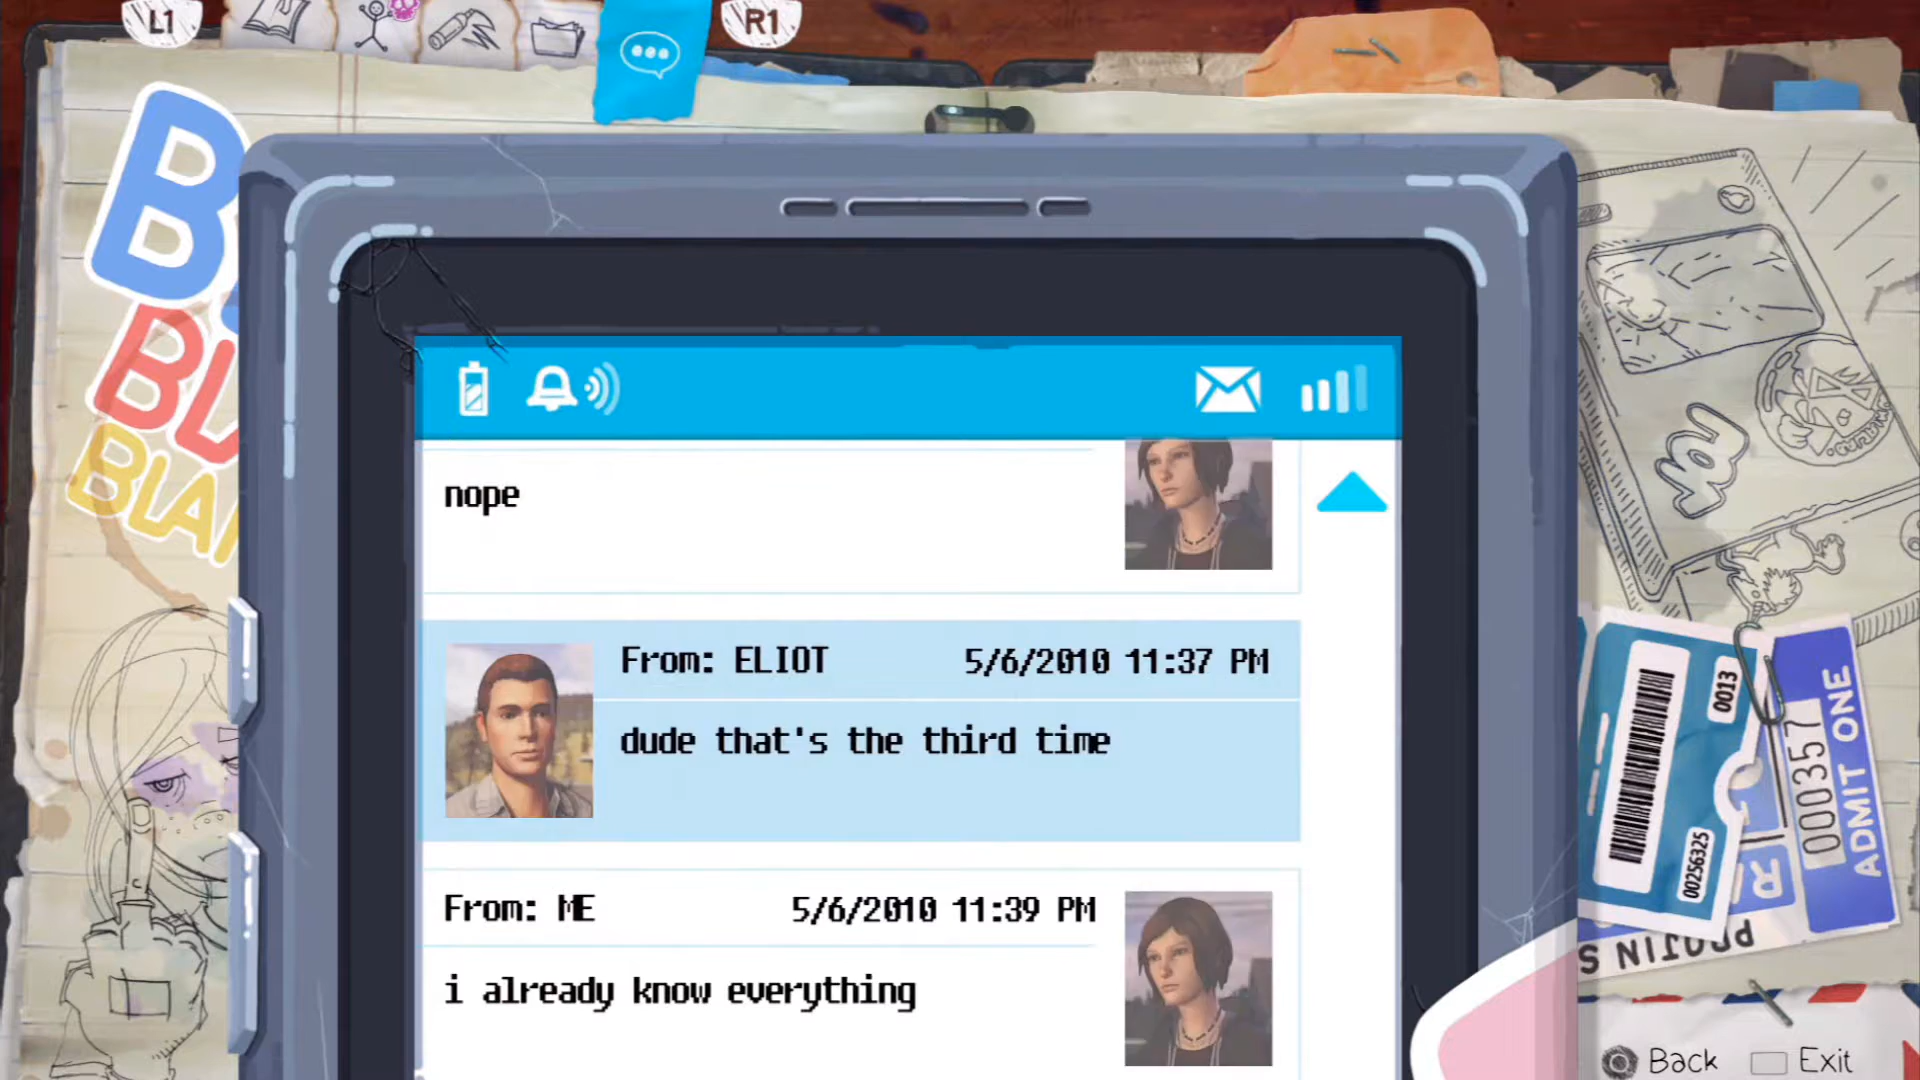 L1
R1
nope
From: ELIOT 5/6/2010 11:37 PM
dude that's the third time
From: ME 5/6/2010 11:39 PM
i already know everything
0013
00256325
000357
ADMIT ONE
Back
Exit